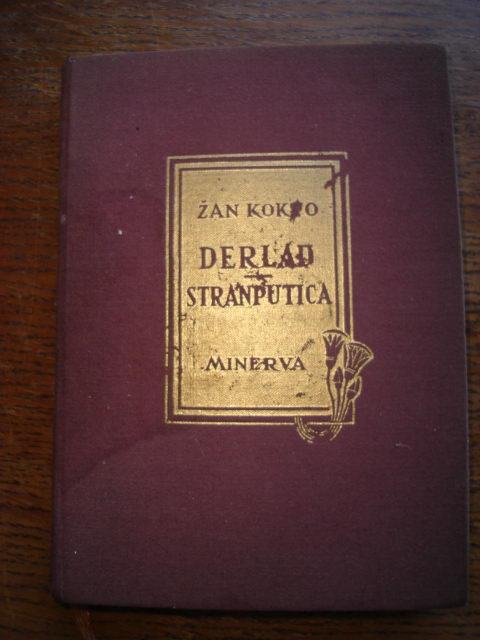 ŽAN KOKTO
DERLAD
STRANPUTICA
MINERVA